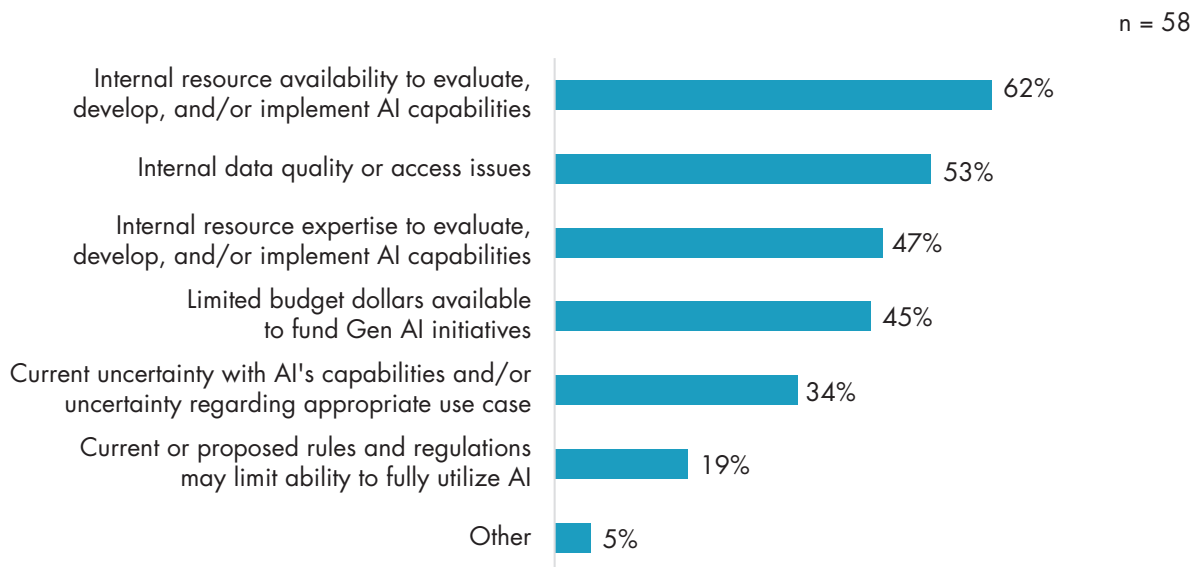 n = 58
Internal resource availability to evaluate,
develop, and/or implement AI capabilities
62%
Internal data quality or access issues
53%
Internal resource expertise to evaluate,
develop, and/or implement AI capabilities
47%
Limited budget dollars available
to fund Gen AI initiatives
45%
Current uncertainty with AI's capabilities and/or
uncertainty regarding appropriate use case
34%
Current or proposed rules and regulations
may limit ability to fully utilize AI
19%
Other
5%